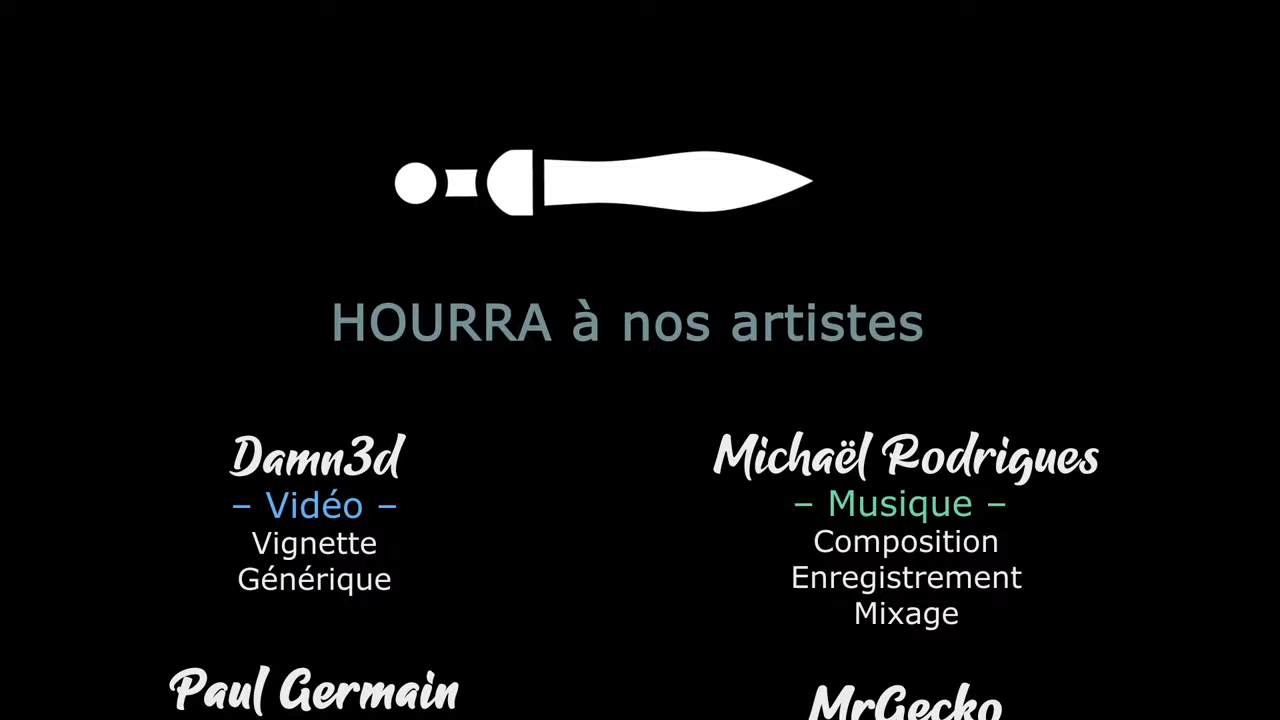 HOURRA à nos artistes
Damn3d
– Vidéo –
Vignette
Générique
Michaël Rodrigues
– Musique –
Composition
Enregistrement
Mixage
Paul Germain
MrGecko